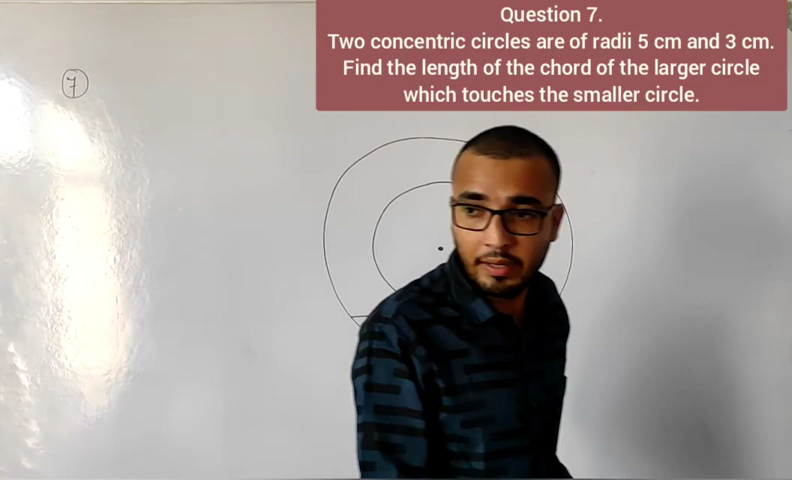 Question 7.
Two concentric circles are of radii 5 cm and 3 cm.
Find the length of the chord of the larger circle
which touches the smaller circle.
7